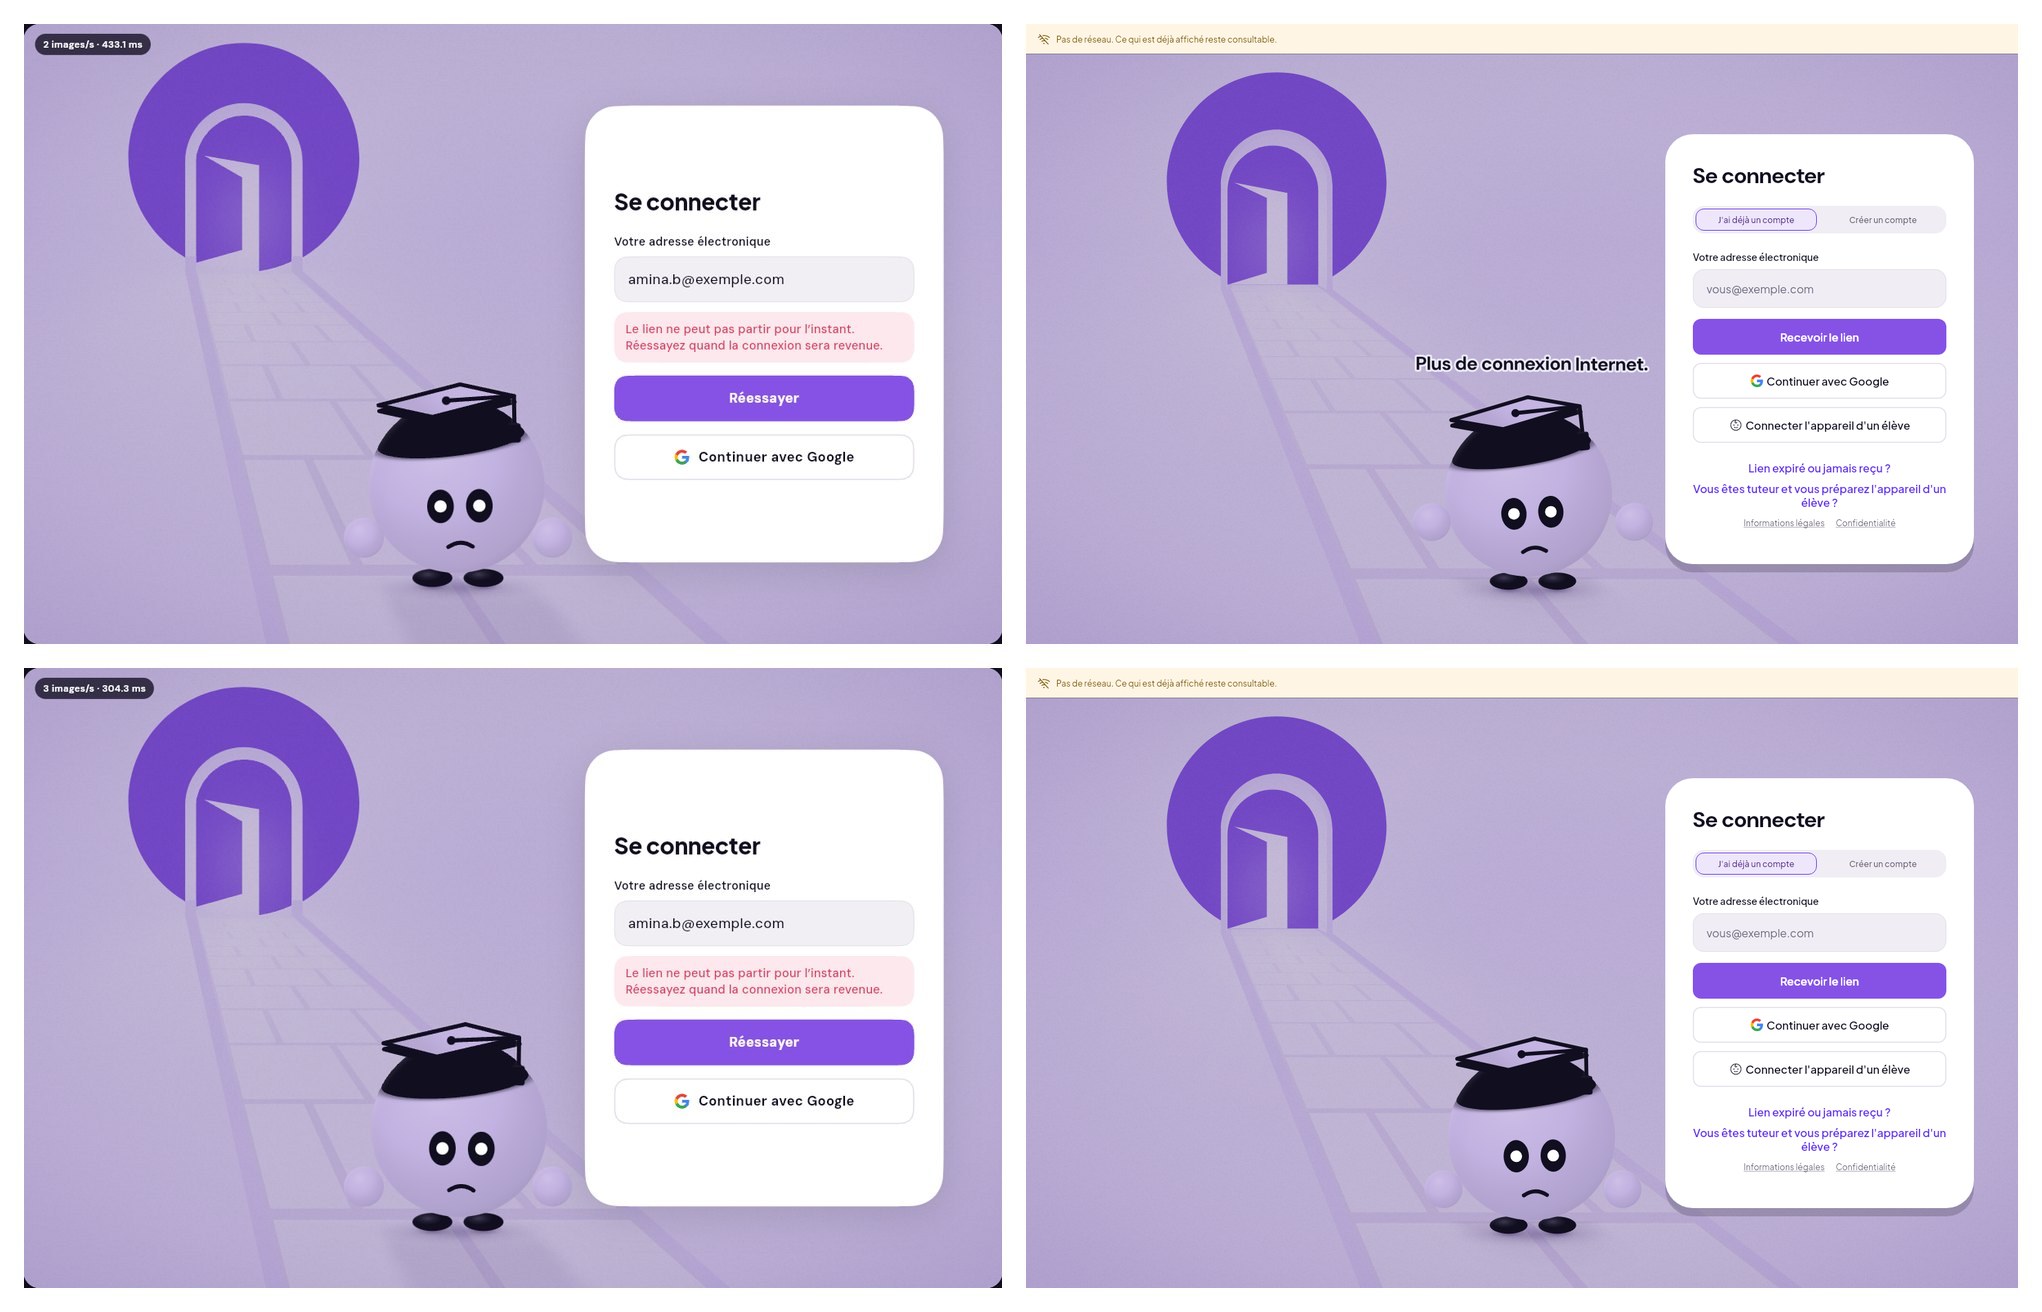 2 images/s · 433.1 ms
Se connecter
Votre adresse électronique
amina.b@exemple.com
Le lien ne peut pas partir pour l'instant.
Réessayez quand la connexion sera revenue.
Réessayer
Continuer avec Google
Pas de réseau. Ce qui est déjà affiché reste consultable.
Plus de connexion Internet.
Se connecter
J'ai déjà un compte
Créer un compte
Votre adresse électronique
vous@exemple.com
Recevoir le lien
Continuer avec Google
Connecter l'appareil d'un élève
Lien expiré ou jamais reçu ?
Vous êtes tuteur et vous préparez l'appareil d'un
élève ?
Informations légales Confidentialité
3 images/s · 304.3 ms
Se connecter
Votre adresse électronique
amina.b@exemple.com
Le lien ne peut pas partir pour l'instant.
Réessayez quand la connexion sera revenue.
Réessayer
Continuer avec Google
Pas de réseau. Ce qui est déjà affiché reste consultable.
Se connecter
J'ai déjà un compte
Créer un compte
Votre adresse électronique
vous@exemple.com
Recevoir le lien
Continuer avec Google
Connecter l'appareil d'un élève
Lien expiré ou jamais reçu ?
Vous êtes tuteur et vous préparez l'appareil d'un
élève ?
Informations légales Confidentialité